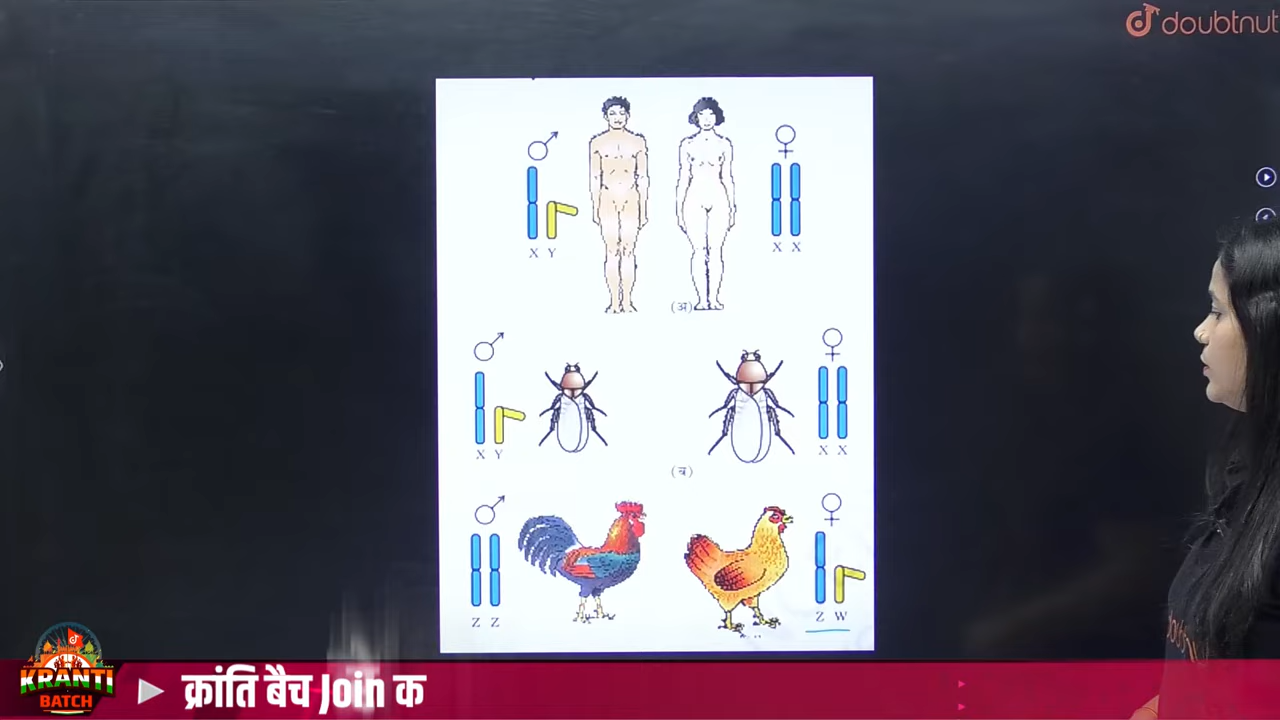 doubtnut
X Y
X X
(अ)
X Y
X X
(ब)
Z Z
Z W
KRANTI
BATCH
क्रांति बैच Join क